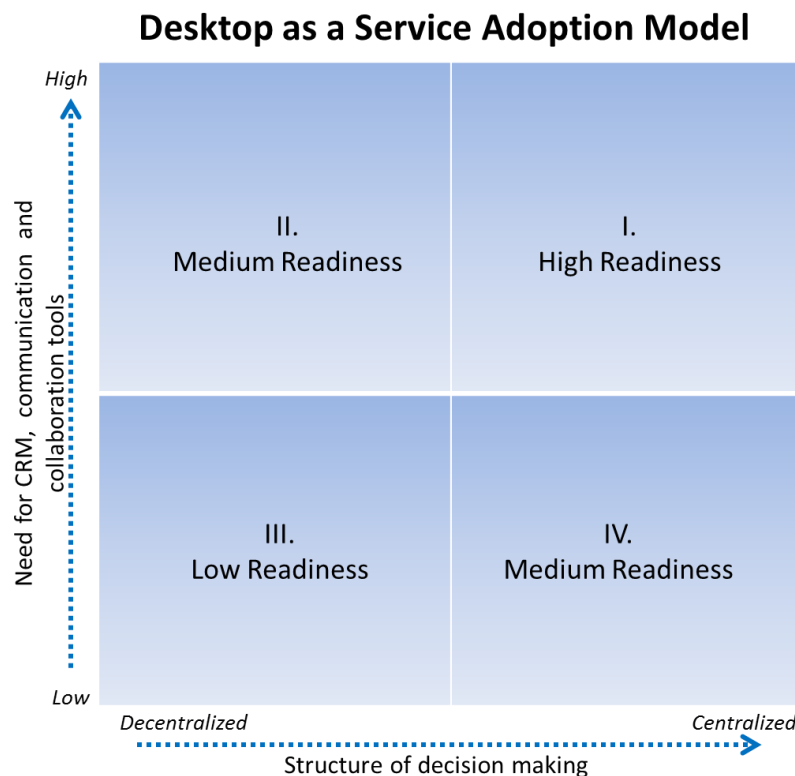 Desktop as a Service Adoption Model
High
Need for CRM, communication and
collaboration tools
II.
Medium Readiness
I.
High Readiness
III.
Low Readiness
IV.
Medium Readiness
Low
Decentralized
Centralized
Structure of decision making